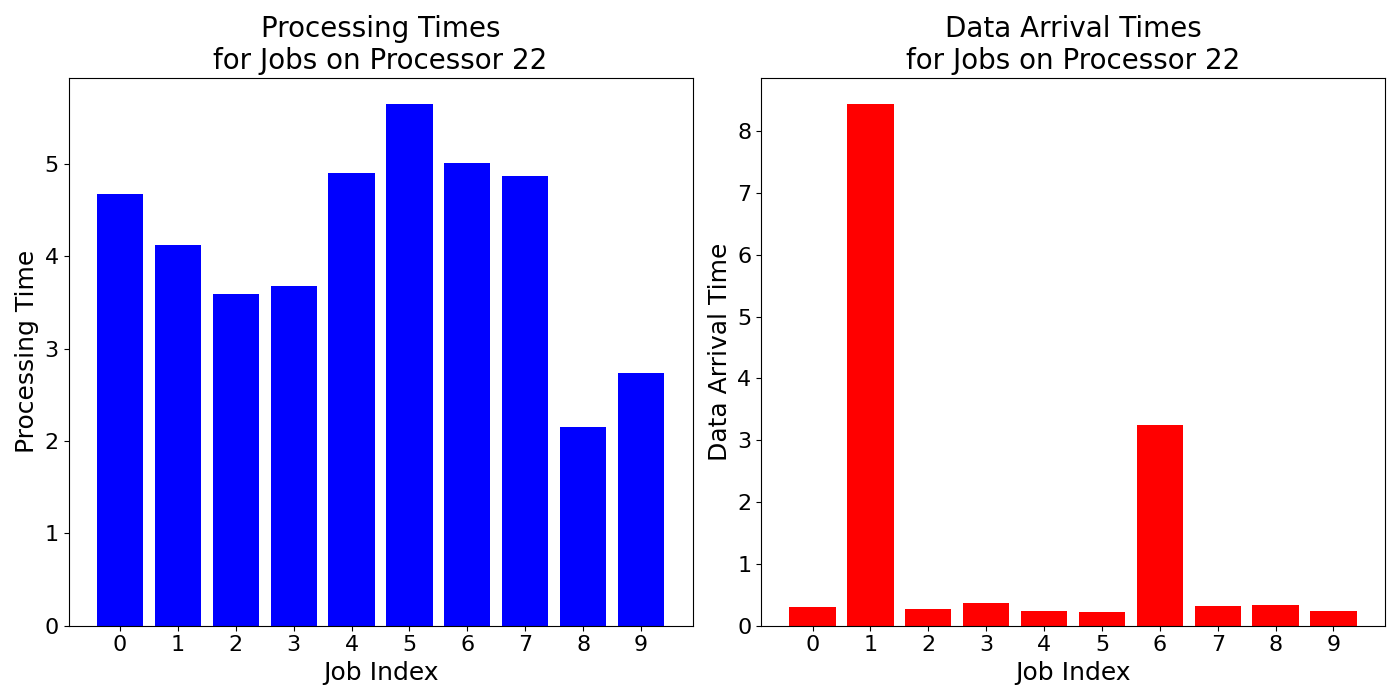 Processing Times
for Jobs on Processor 22
Processing Time
5
4
3
2
1
0
0 1 2 3 4 5 6 7 8 9
Job Index
Data Arrival Times
for Jobs on Processor 22
Data Arrival Time
8
7
6
5
4
3
2
1
0
0 1 2 3 4 5 6 7 8 9
Job Index